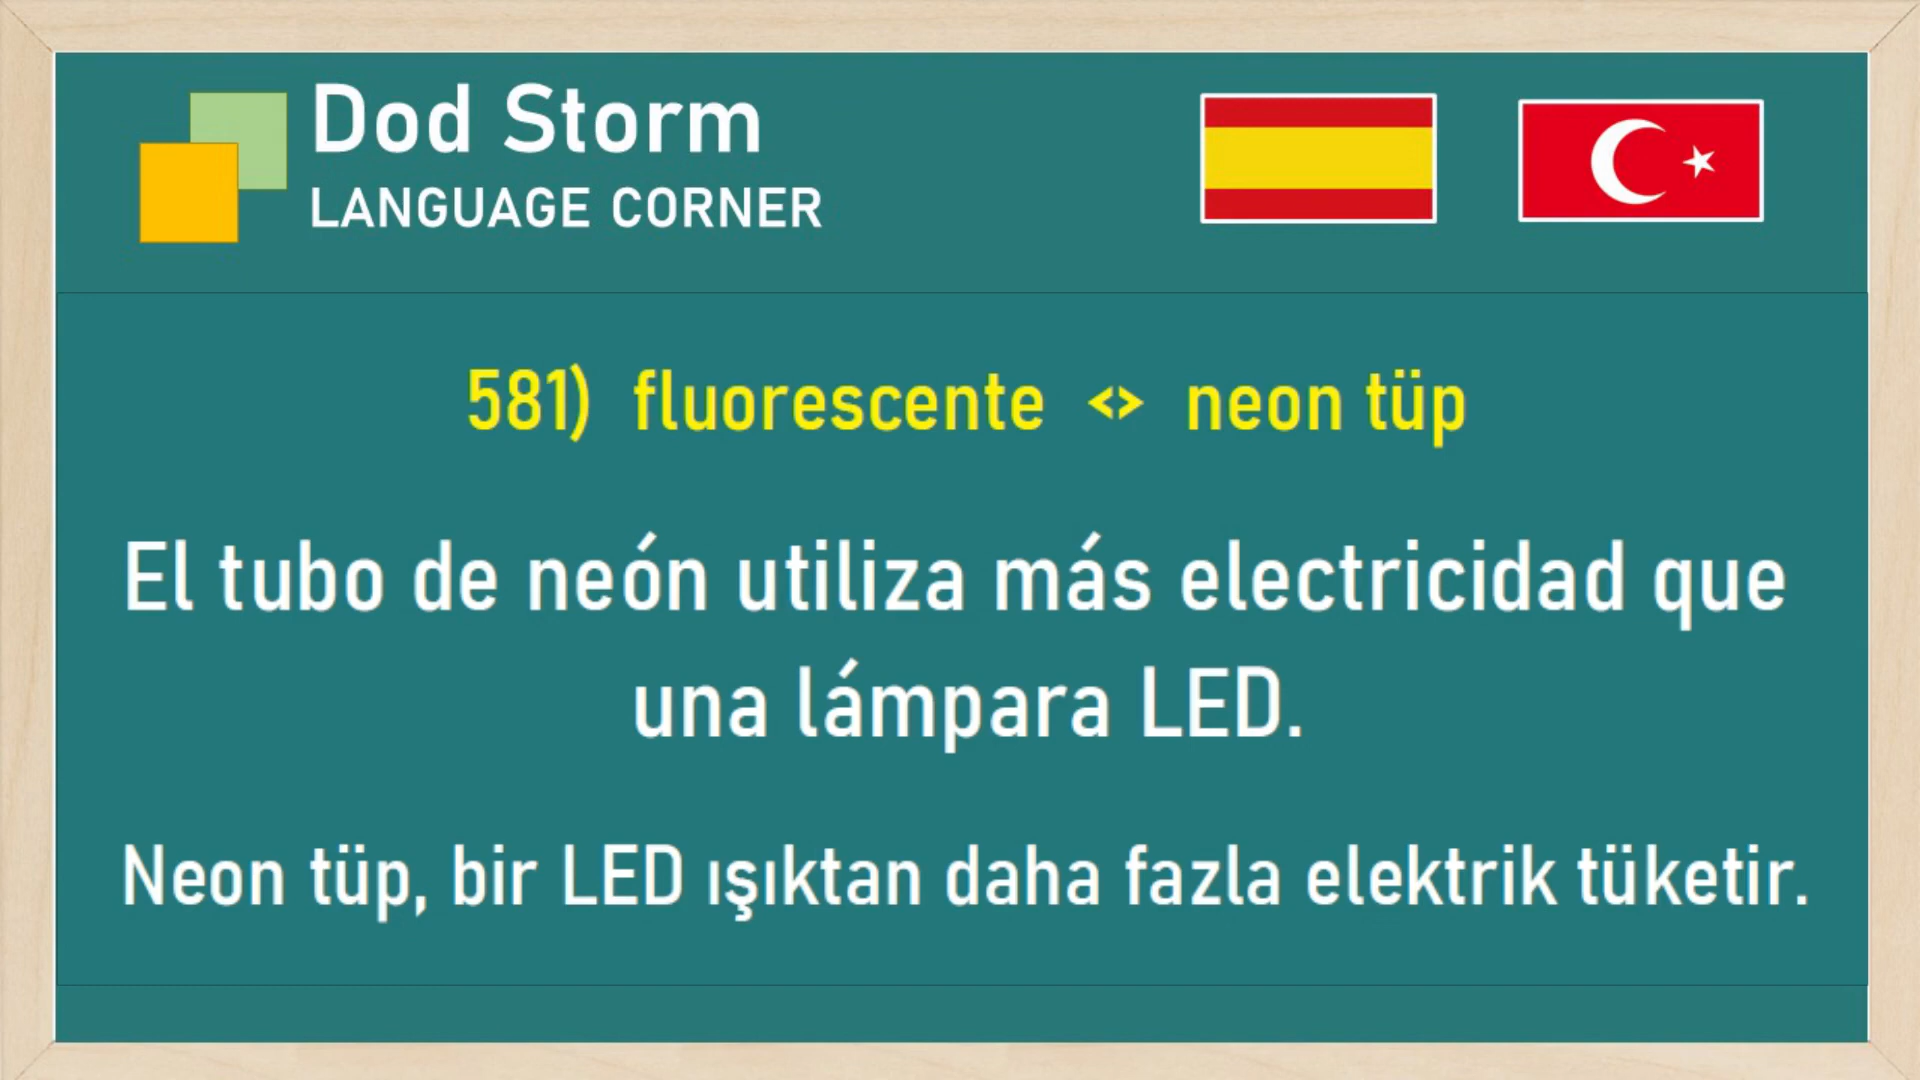 Dod Storm
LANGUAGE CORNER
581) fluorescente <> neon tüp
El tubo de neón utiliza más electricidad que
una lámpara LED.
Neon tüp, bir LED ışıktan daha fazla elektrik tüketir.